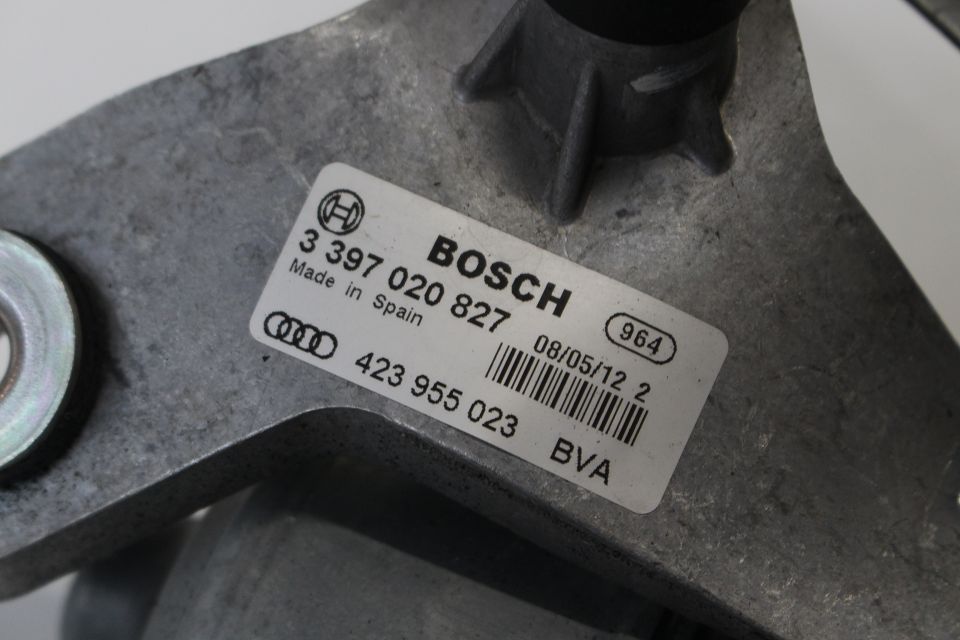 BOSCH
3 397 020 827
964
Made in Spain
08/05/12 2
423 955 023
BVA